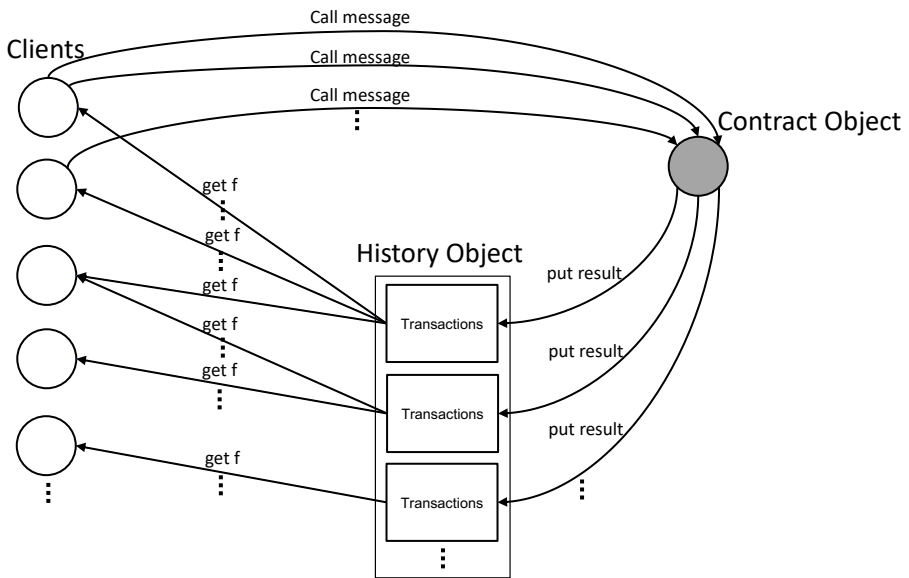 Call message
Clients
Call message
Call message
Contract Object
get f
get f
History Object
get f
put result
get f
Transactions
put result
get f
Transactions
put result
get f
Transactions